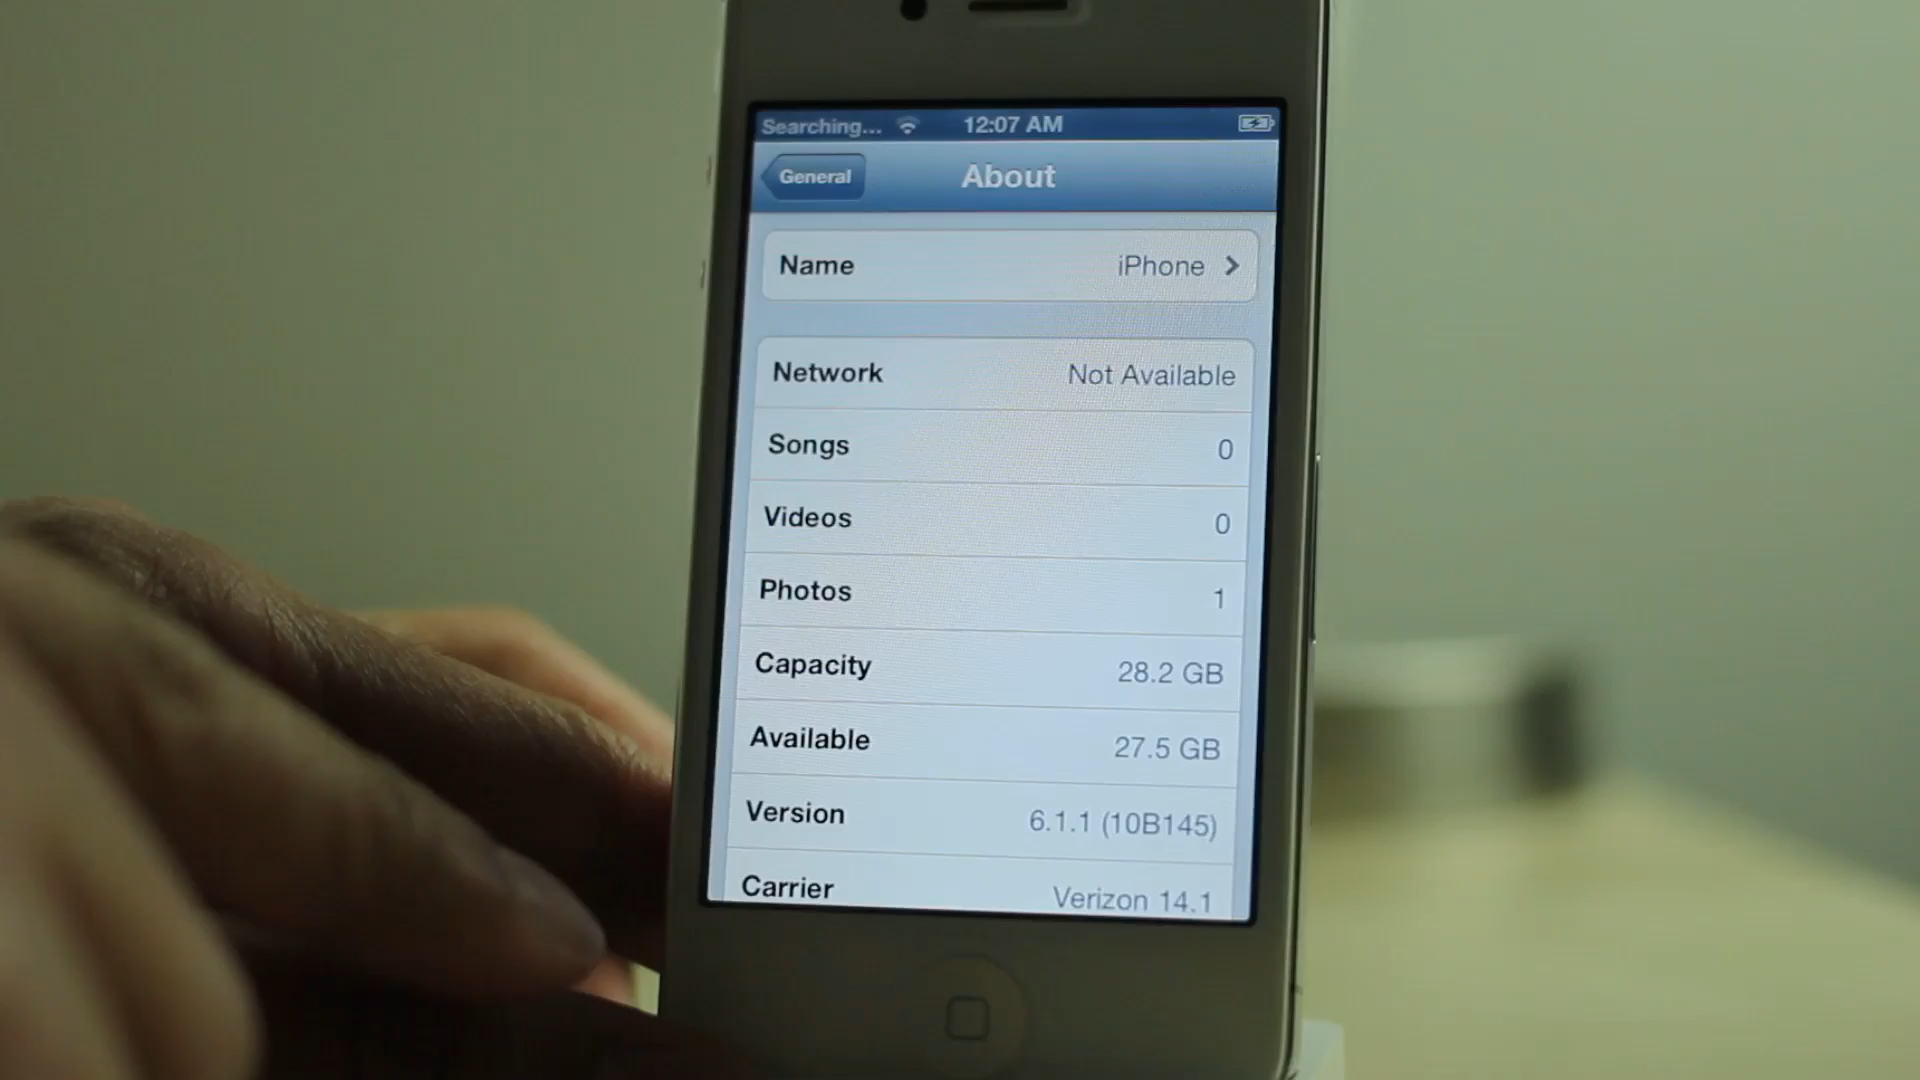 Searching... 12:07 AM
General About
Name iPhone
Network Not Available
Songs 0
Videos 0
Photos 1
Capacity 28.2 GB
Available 27.5 GB
Version 6.1.1 (10B145)
Carrier Verizon 14.1